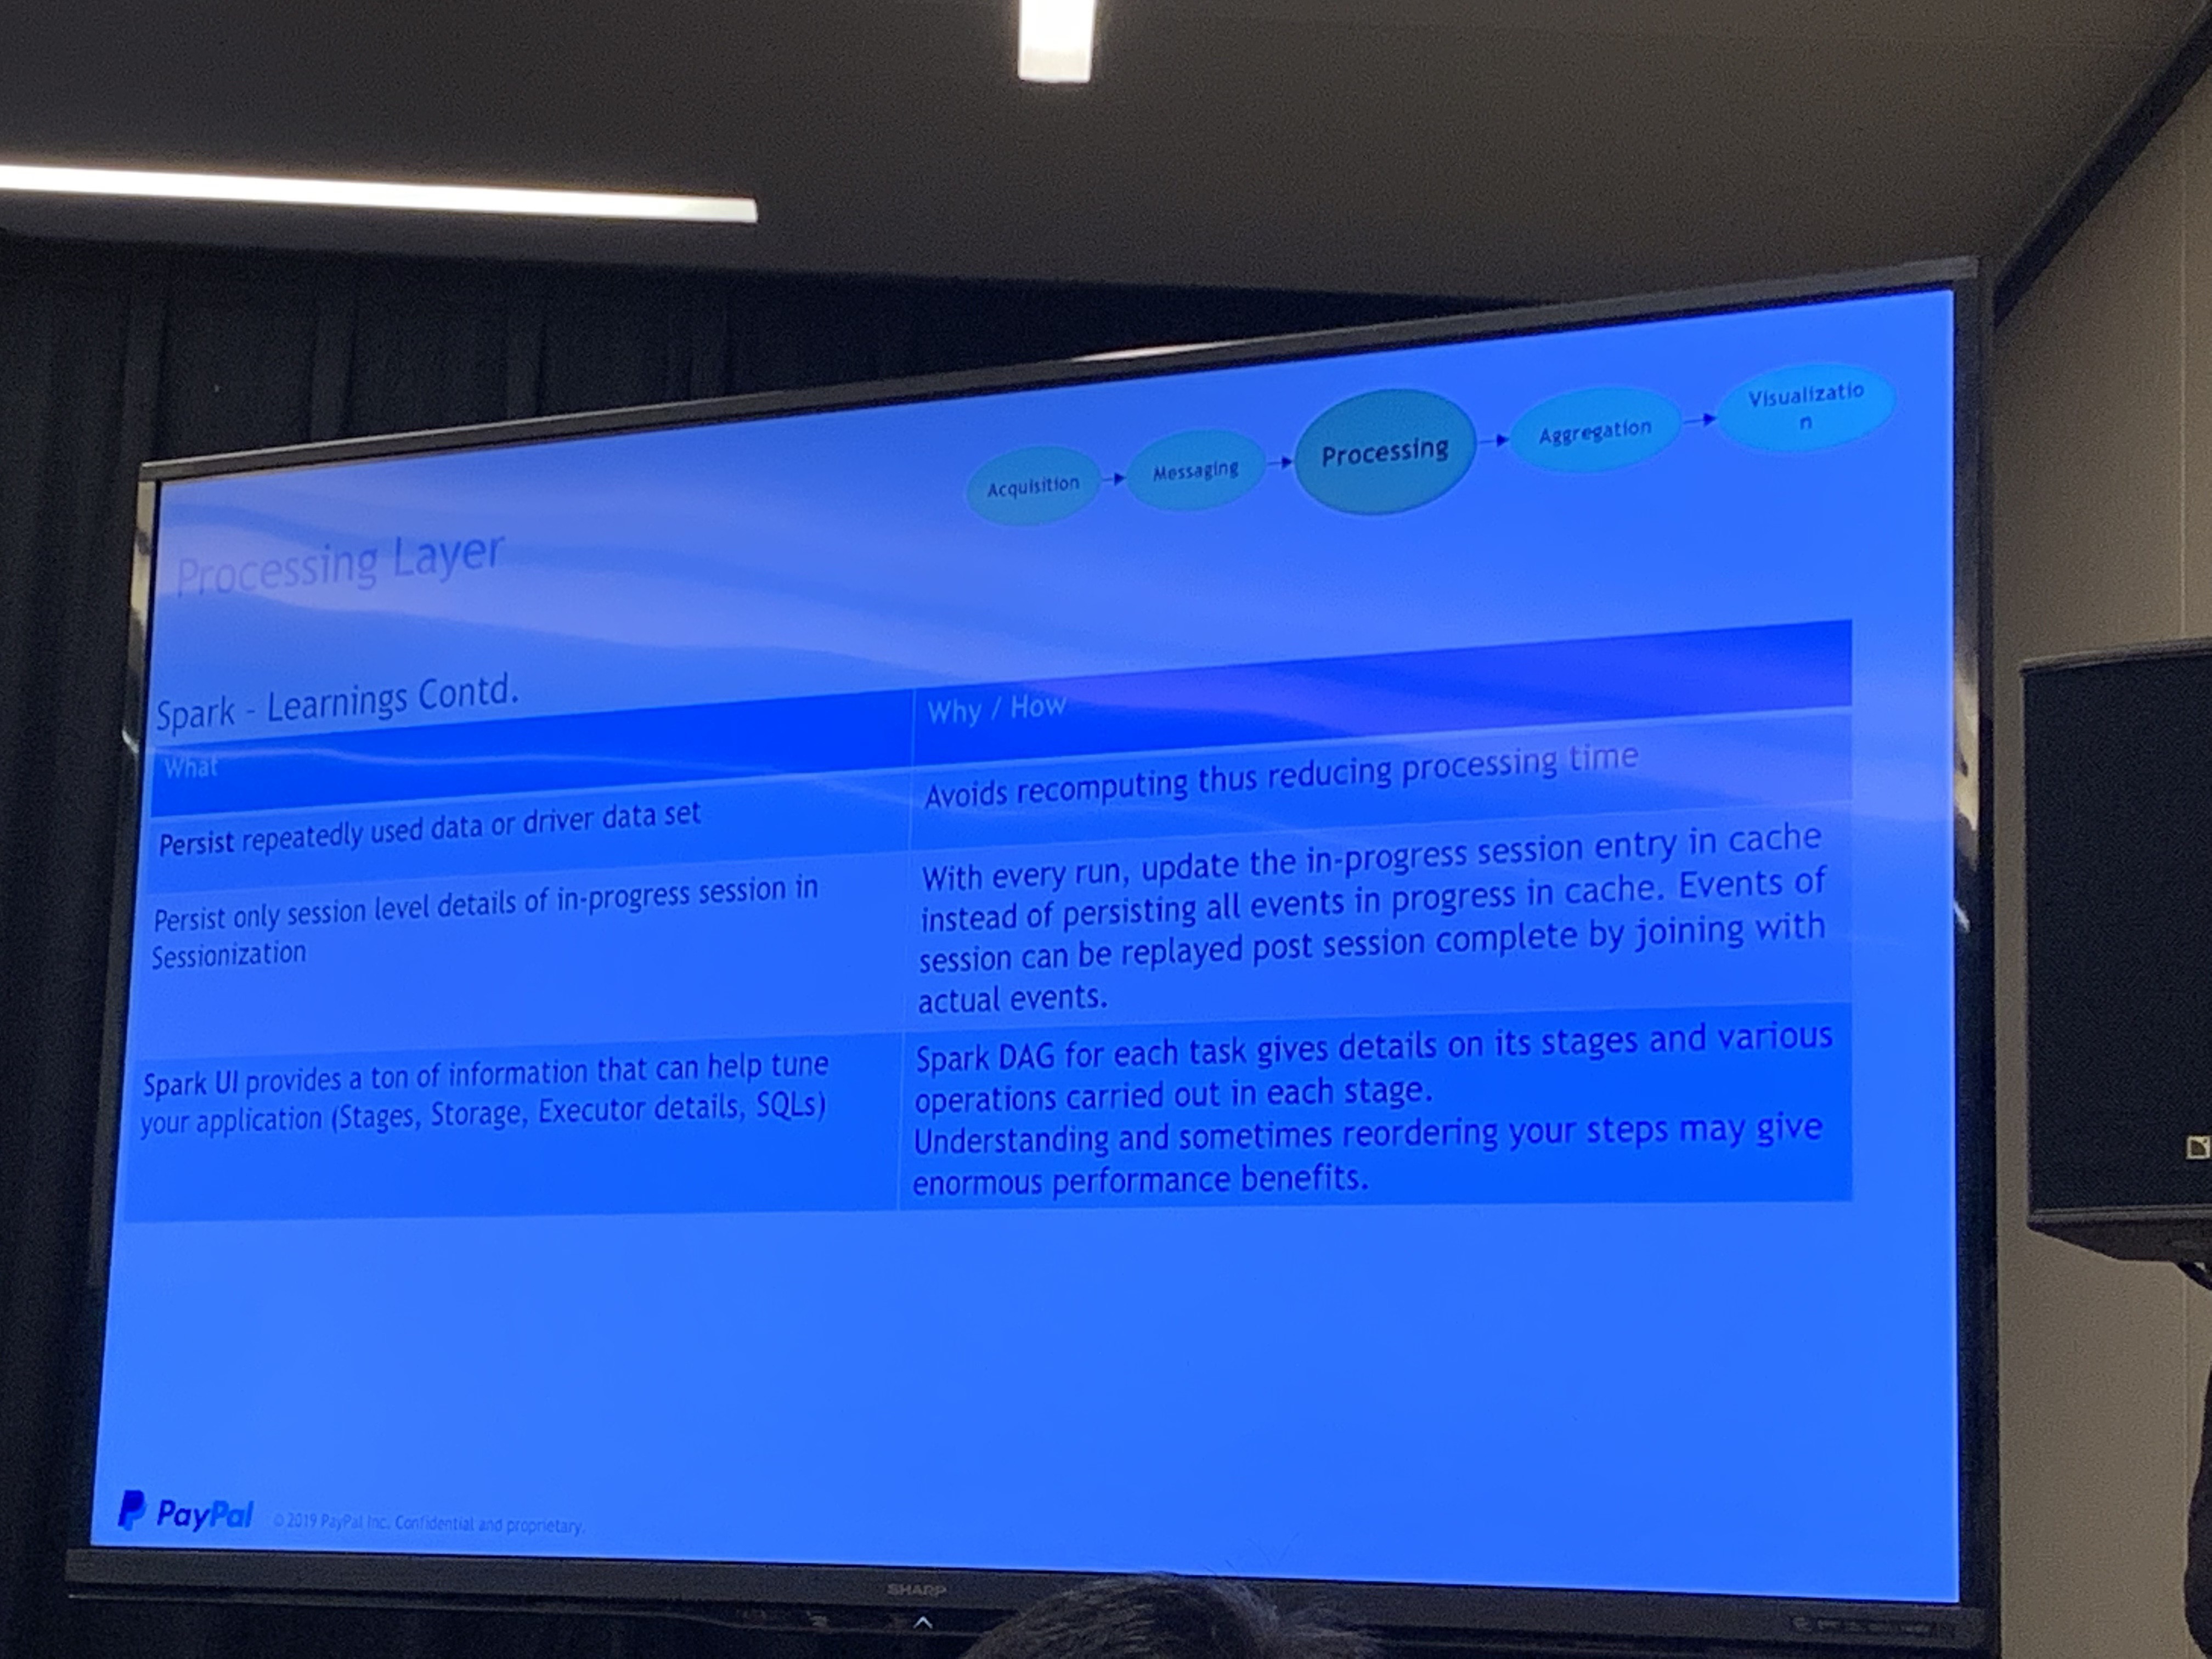 Acquisition
Messaging
Processing
Aggregation
Visualizatio
n
Processing Layer
Spark - Learnings Contd.
What
Why / How
Persist repeatedly used data or driver data set
Avoids recomputing thus reducing processing time
Persist only session level details of in-progress session in
Sessionization
With every run, update the in-progress session entry in cache
instead of persisting all events in progress in cache. Events of
session can be replayed post session complete by joining with
actual events.
Spark UI provides a ton of information that can help tune
your application (Stages, Storage, Executor details, SQLs)
Spark DAG for each task gives details on its stages and various
operations carried out in each stage.
Understanding and sometimes reordering your steps may give
enormous performance benefits.
PayPal
© 2019 PayPal Inc. Confidential and proprietary.
SHARP